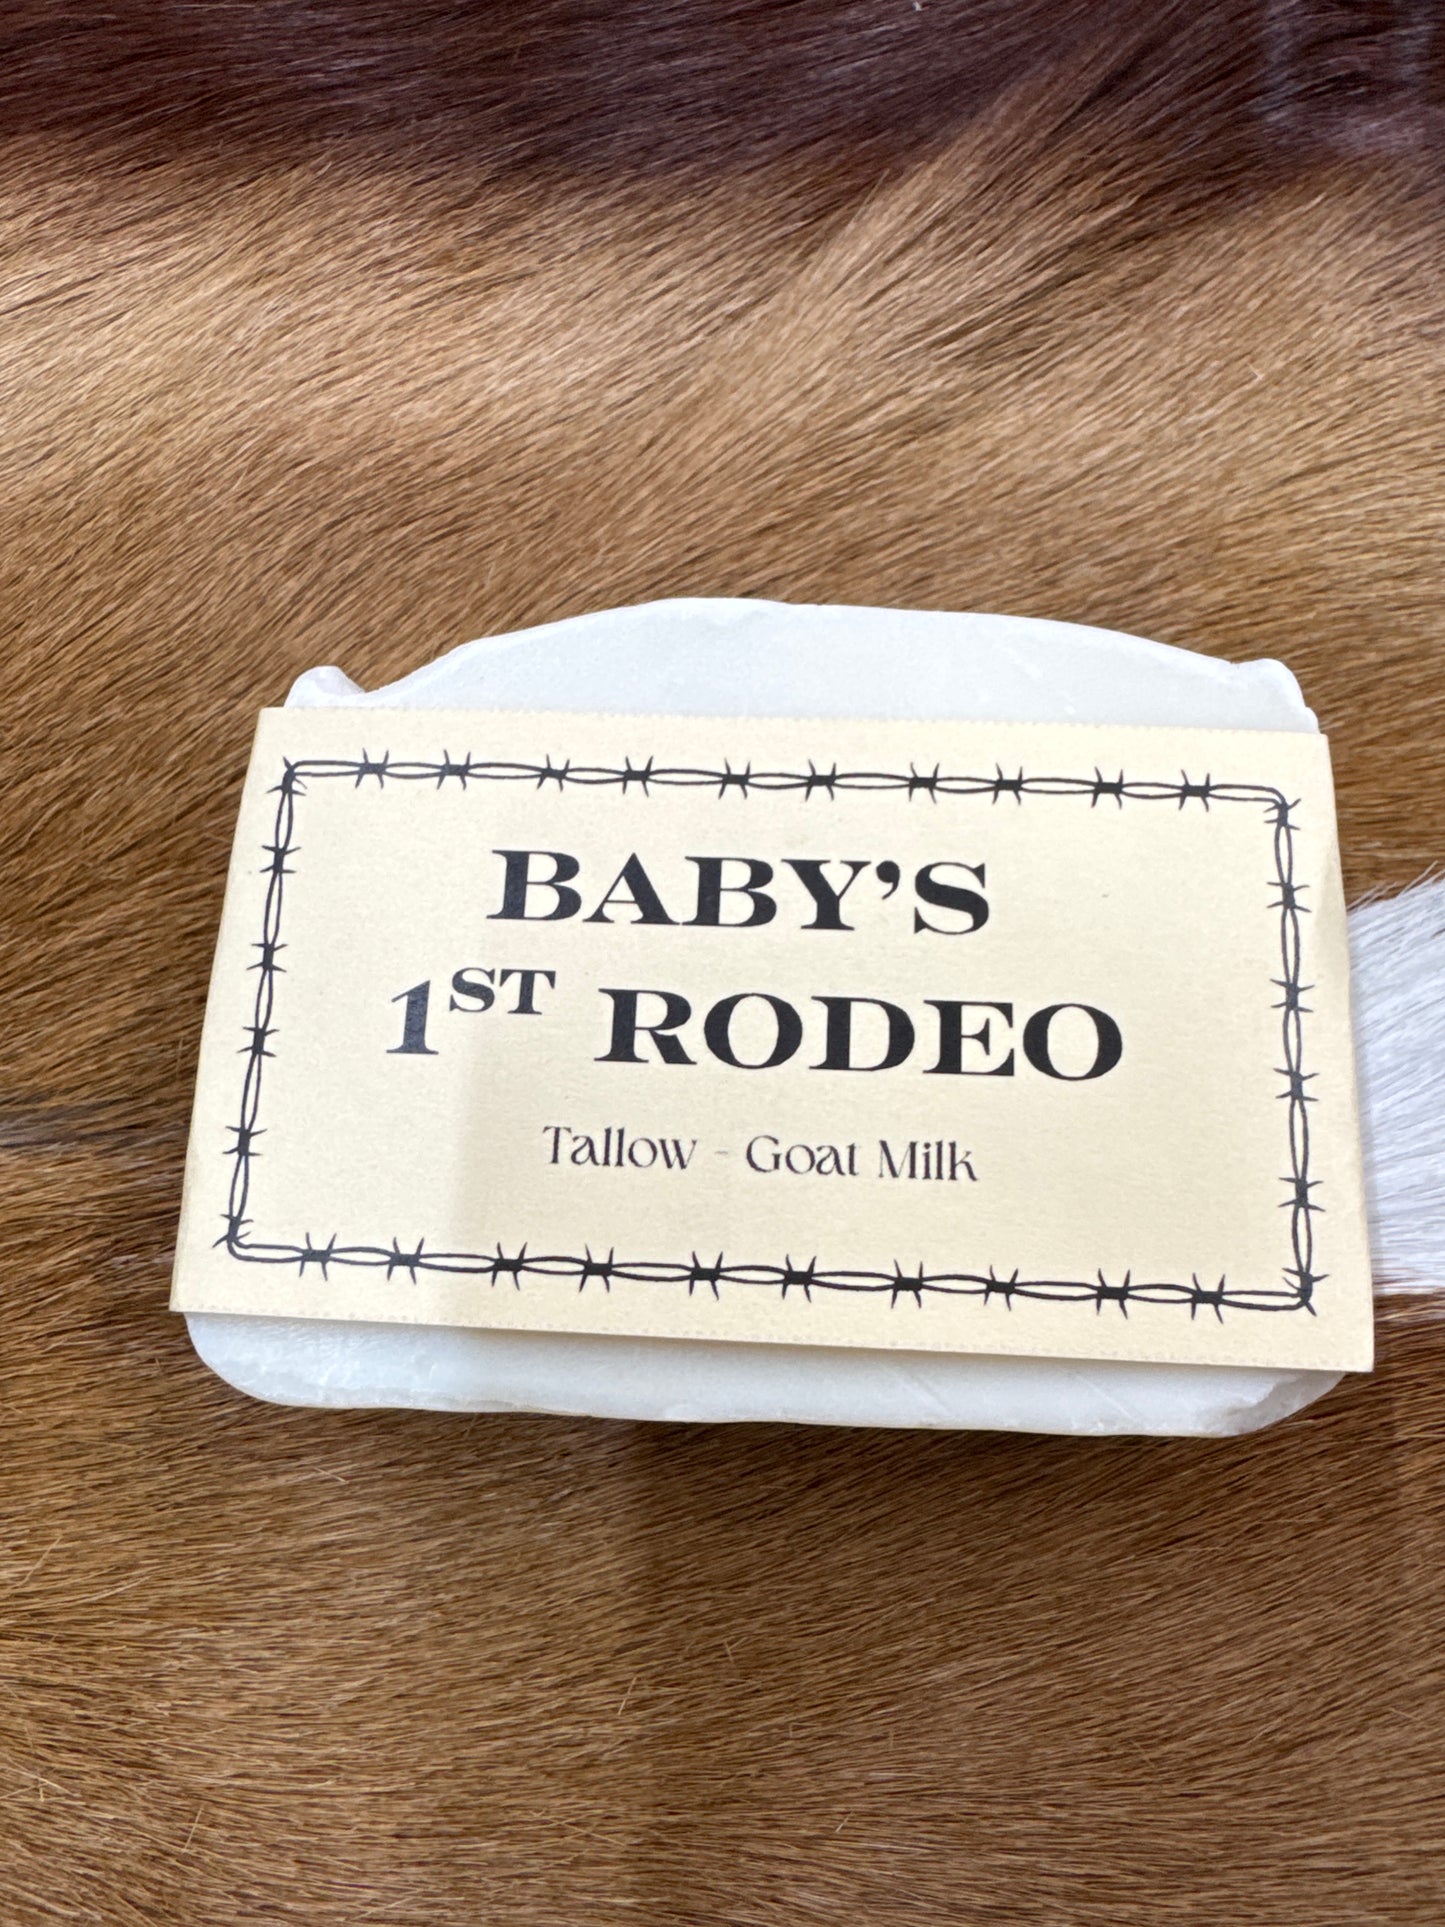 BABY'S
1ST RODEO
Tallow - Goat Milk